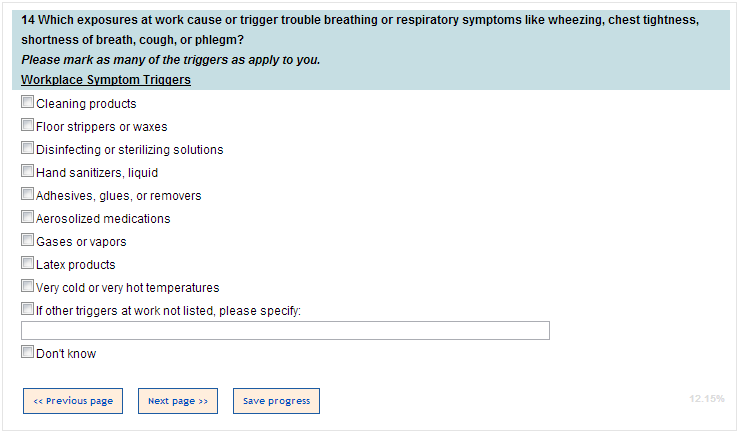 14 Which exposures at work cause or trigger trouble breathing or respiratory symptoms like wheezing, chest tightness,
shortness of breath, cough, or phlegm?
Please mark as many of the triggers as apply to you.
Workplace Symptom Triggers
Cleaning products
Floor strippers or waxes
Disinfecting or sterilizing solutions
Hand sanitizers, liquid
Adhesives, glues, or removers
Aerosolized medications
Gases or vapors
Latex products
Very cold or very hot temperatures
If other triggers at work not listed, please specify:
Don't know
<< Previous page Next page >> Save progress 12.15%